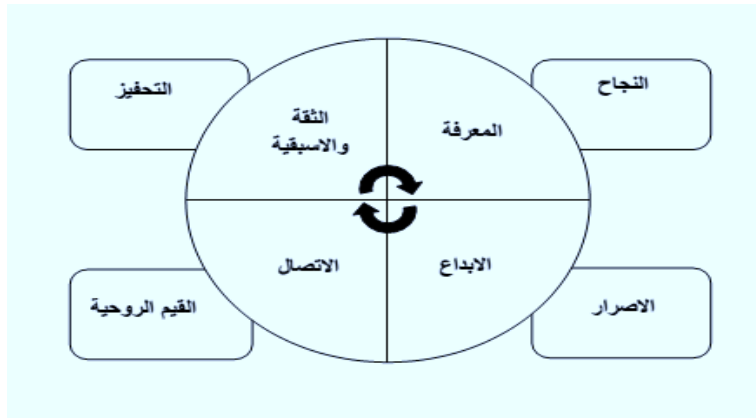 النجاح
التحفيز
المعرفة
الثقة
والاسبقية
الابداع
الاتصال
الاصرار
القيم الروحية